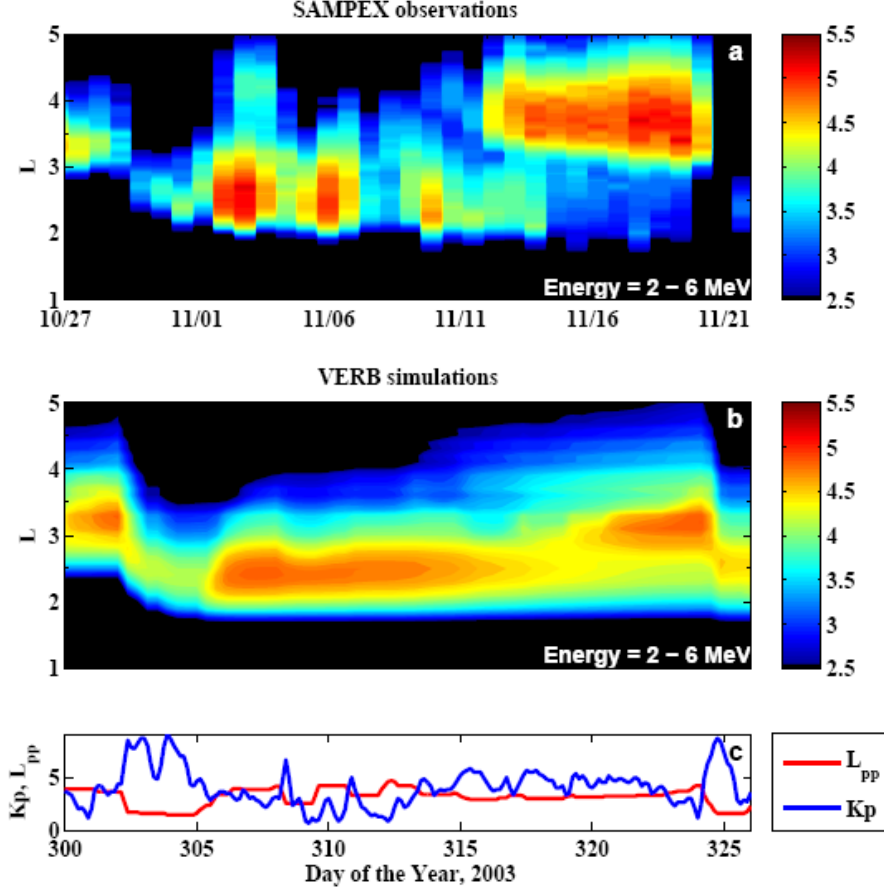 SAMPEX observations
a
5
4
3
2
1
L
Energy = 2 – 6 MeV
10/27 11/01 11/06 11/11 11/16 11/21
5.5
5
4.5
4
3.5
3
2.5
VERB simulations
b
5
4
3
2
1
L
Energy = 2 – 6 MeV
5.5
5
4.5
4
3.5
3
2.5
c
Kp, Lpp
5
0
300 305 310 315 320 325
Day of the Year, 2003
Lpp
Kp